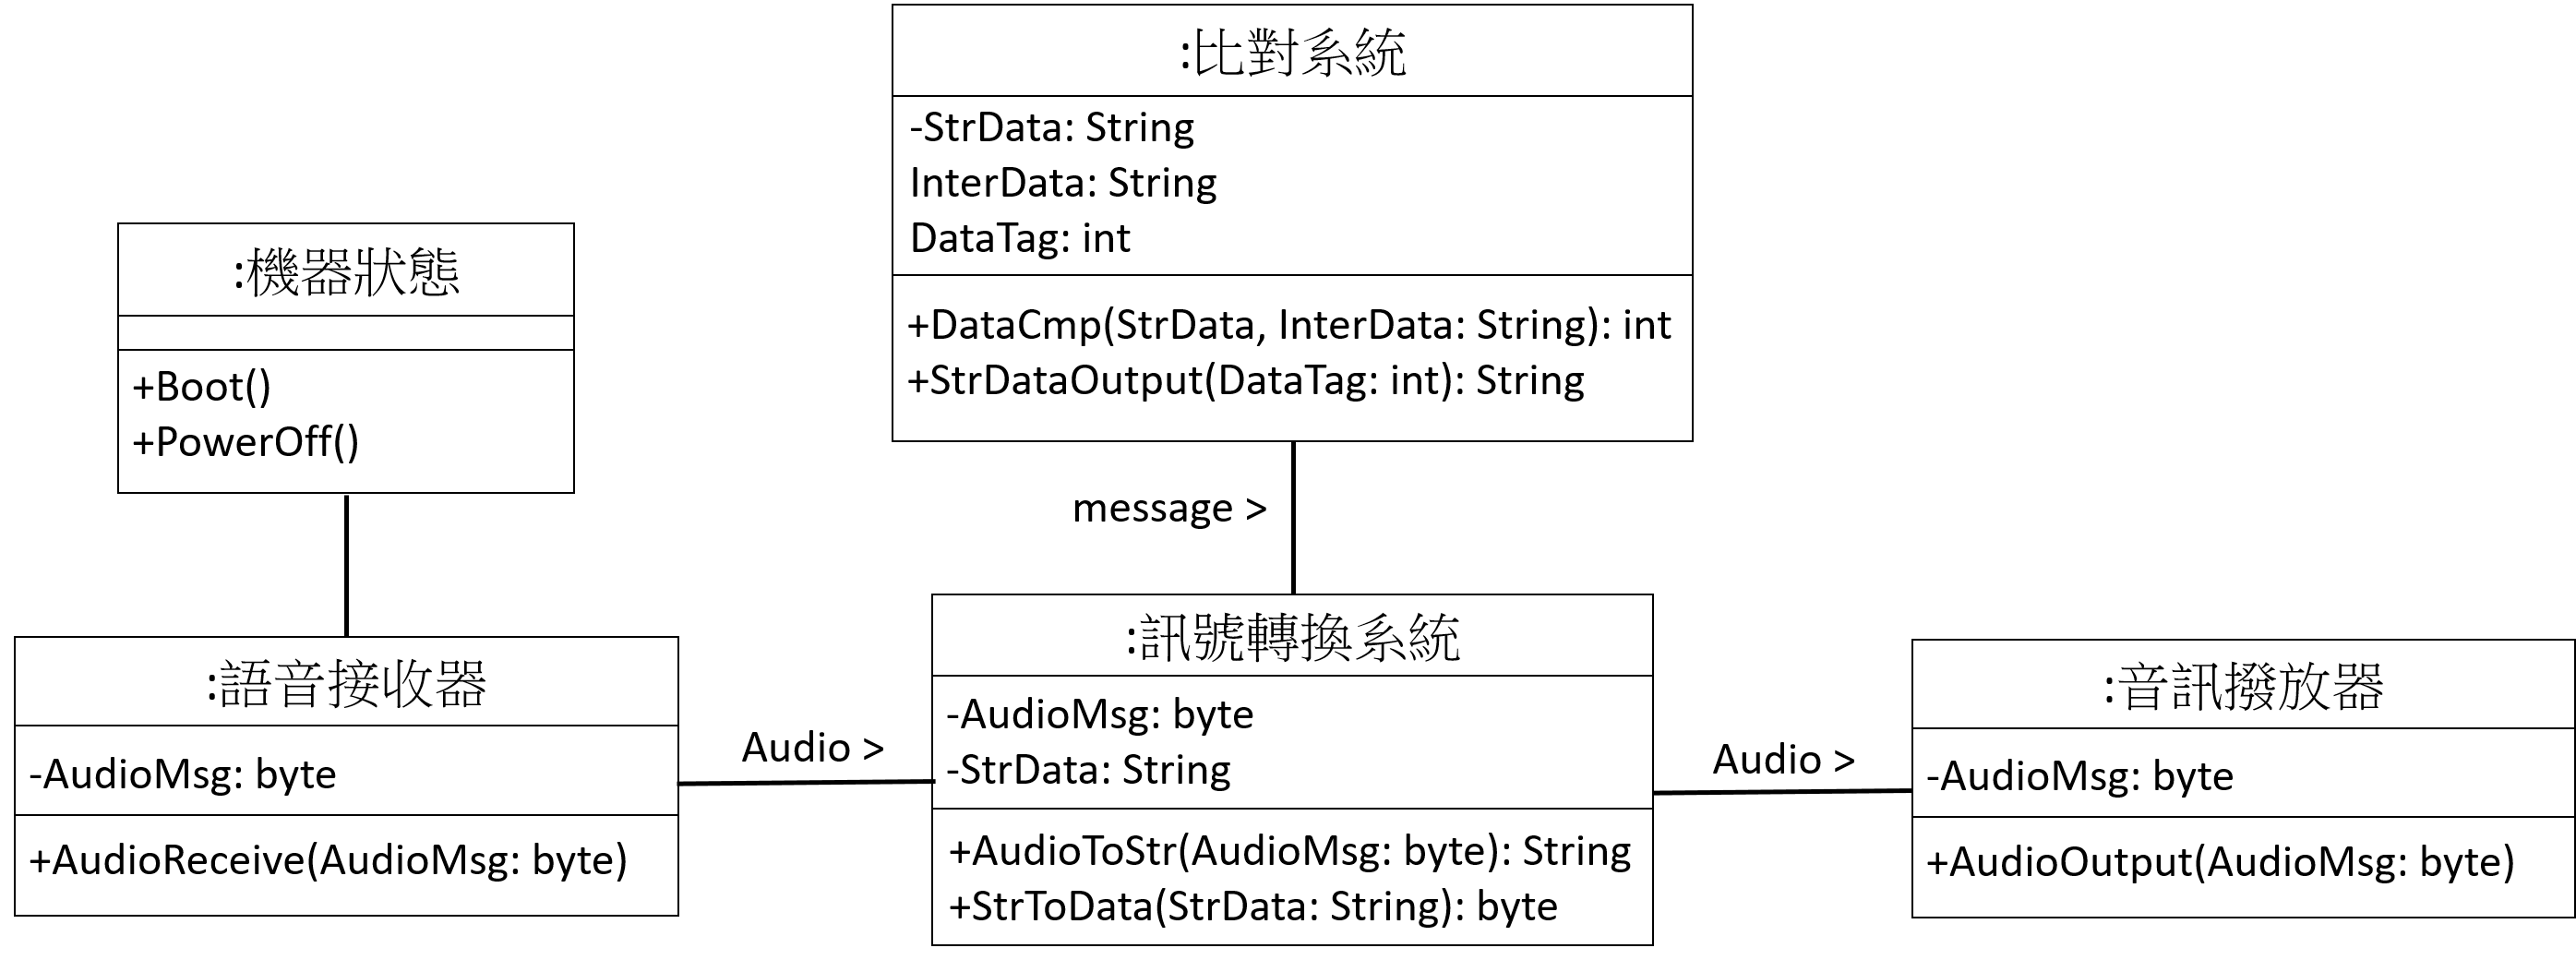 :比對系統
-StrData: String
InterData: String
DataTag: int
+DataCmp(StrData, InterData: String): int
+StrDataOutput(DataTag: int): String
:機器狀態
+Boot()
+PowerOff()
message >
:語音接收器
-AudioMsg: byte
+AudioReceive(AudioMsg: byte)
Audio >
:訊號轉換系統
-AudioMsg: byte
-StrData: String
+AudioToStr(AudioMsg: byte): String
+StrToData(StrData: String): byte
Audio >
:音訊撥放器
-AudioMsg: byte
+AudioOutput(AudioMsg: byte)